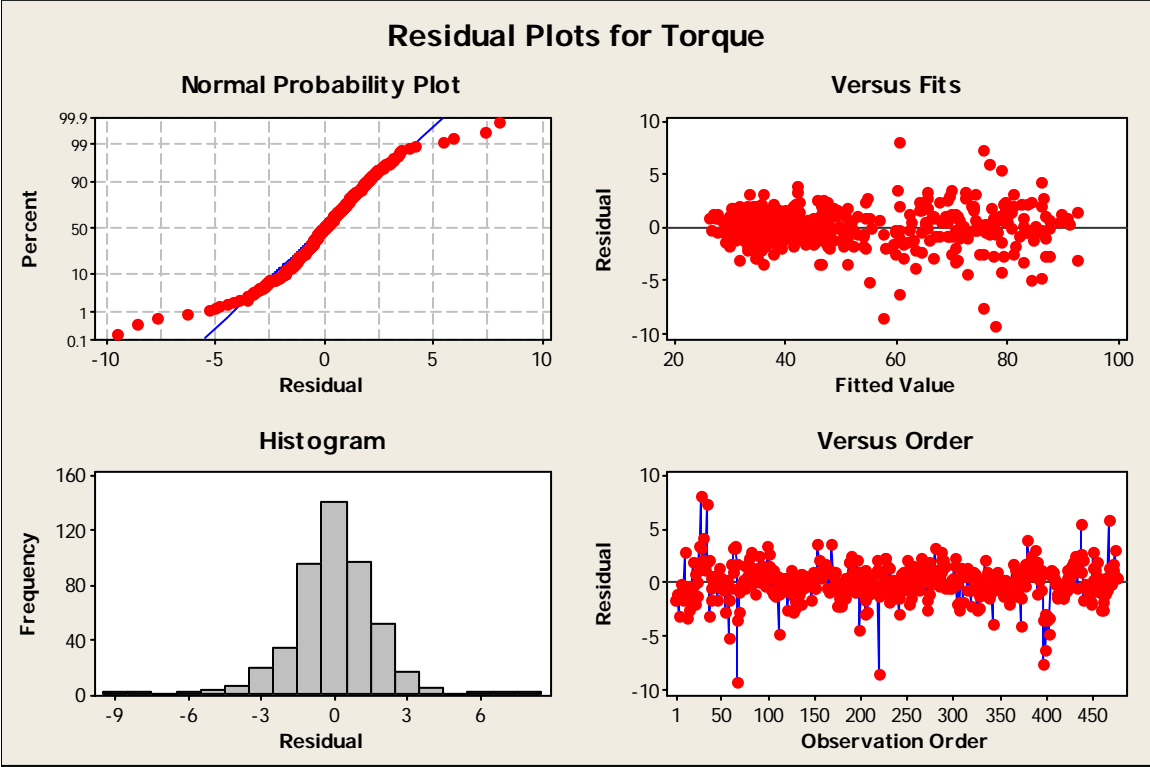 Residual Plots for Torque
Normal Probability Plot
99.9
99
90
50
10
1
0.1
Percent
-10 -5 0 5 10
Residual
Versus Fits
10
5
0
-5
-10
Residual
20 40 60 80 100
Fitted Value
Histogram
160
120
80
40
0
Frequency
-9 -6 -3 0 3 6
Residual
Versus Order
10
5
0
-5
-10
Residual
1 50 100 150 200 250 300 350 400 450
Observation Order